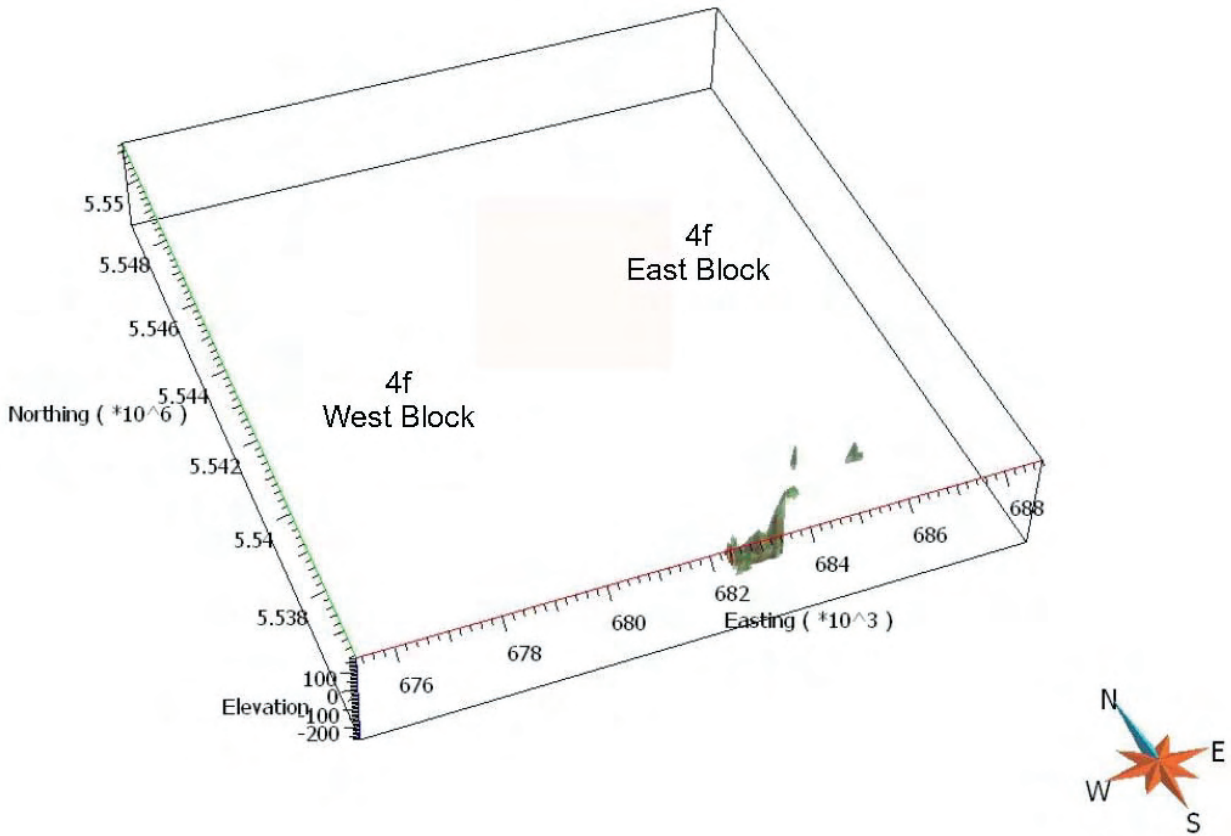 4f
East Block
4f
West Block
5.55
5.548
5.546
5.544
Northing ( *10^6 )
5.542
5.54
5.538
688
686
684
682
Easting ( *10^3 )
680
678
676
100
0
Elevation
-100
-200
N
E
W
S